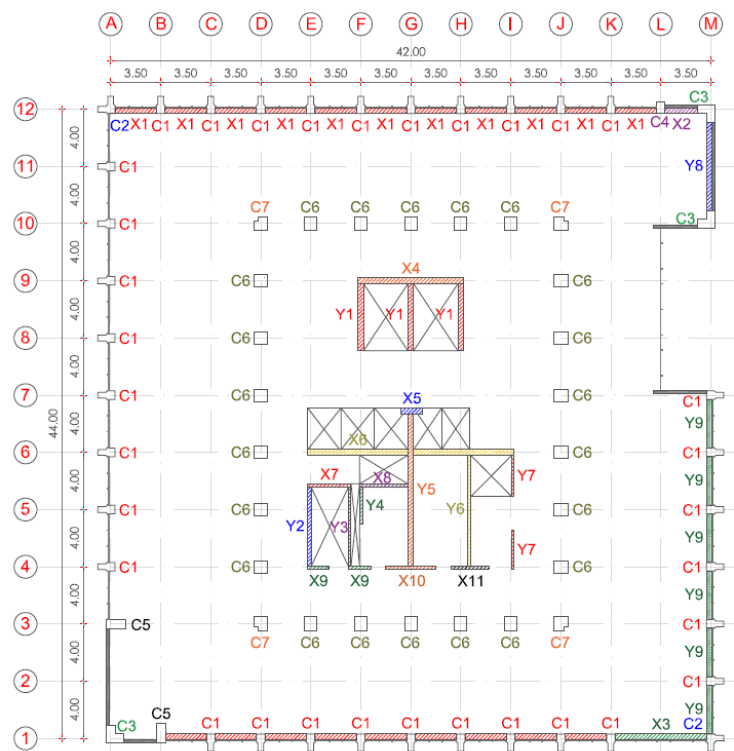 A B C D E F G H I J K L M
42.00
3.50 3.50 3.50 3.50 3.50 3.50 3.50 3.50 3.50 3.50 3.50 3.50
12 C3
C2 X1 C1 X1 C1 X1 C1 X1 C1 X1 C1 X1 C1 X1 C1 X1 C1 X1 C1 X1 C1 X1 C4 X2
4.00
11 C1 Y8
4.00
C7 C6 C6 C6 C6 C6 C7 C3
10 C1
4.00
X4
9 C1 C6 C6
4.00
Y1 Y1 Y1
8 C1 C6 C6
4.00
7 C1 C6 X5 C6 C1
44.00 4.00 Y9
X6
6 C1 C6 C6 C1
4.00 X7 X8 Y7 Y9
5 C1 C6 Y4 Y5 Y6 C6 C1
4.00 Y2 Y3 Y7 Y9
4 C1 C6 C6 C1
X9 X9 X10 X11
4.00 Y9
3 C5 C1
C7 C6 C6 C6 C6 C6 C7
4.00 Y9
2 C1
4.00 Y9
C3 C5 C1 C1 C1 C1 C1 C1 C1 C1 C1 X3 C2
1